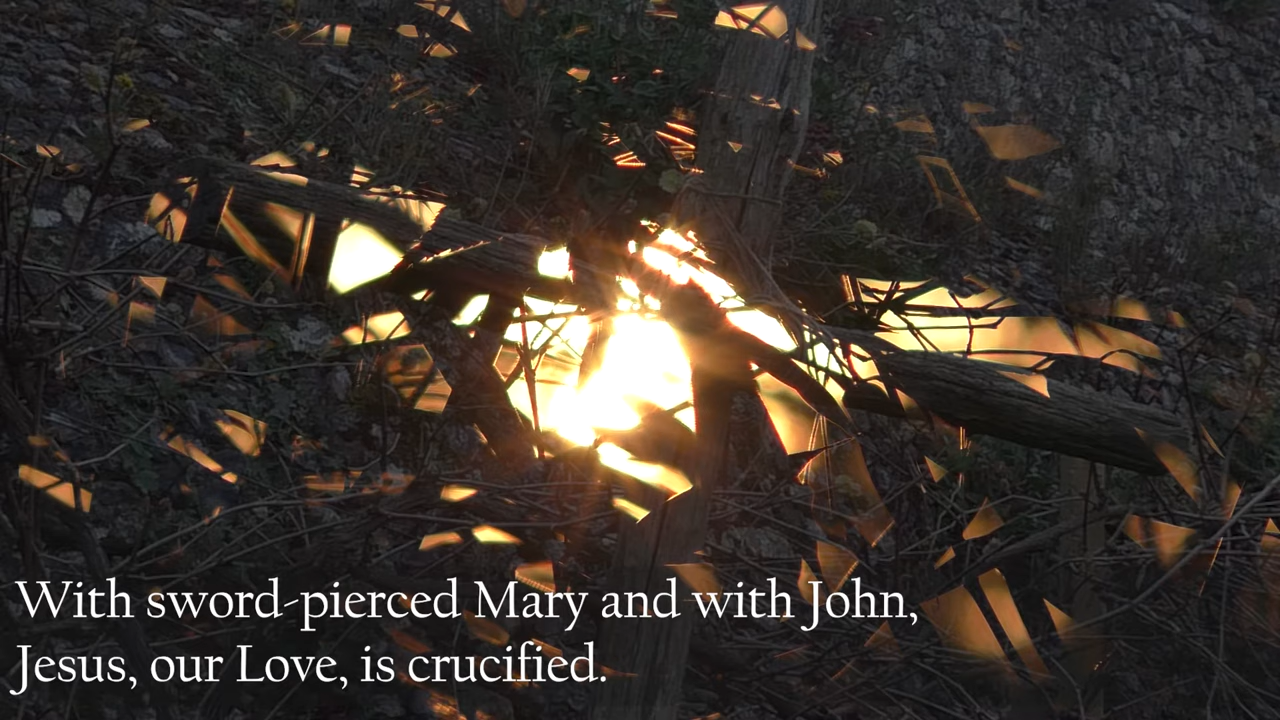 With sword-pierced Mary and with John,
Jesus, our Love, is crucified.